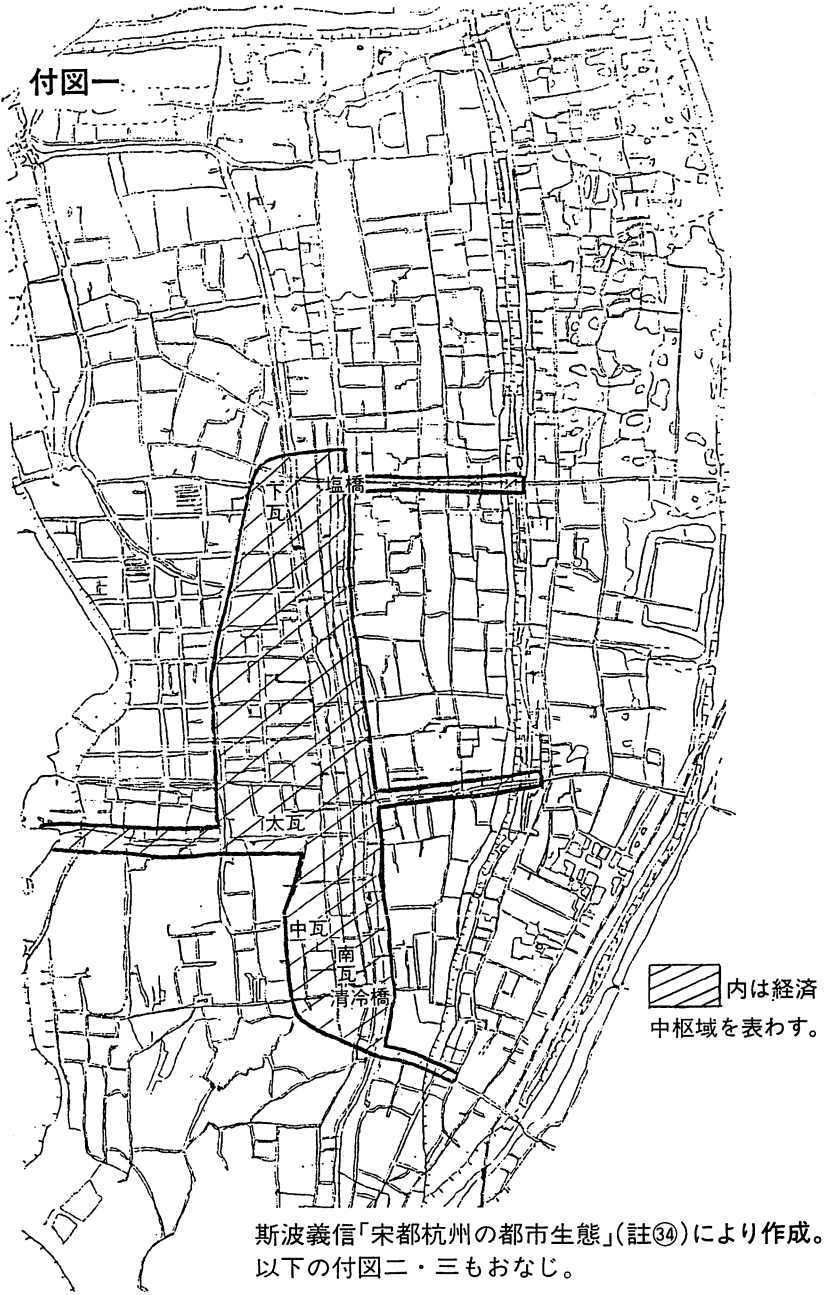 付図一
下瓦
塩橋
大瓦
中瓦
南瓦
清冷橋
内は経済
中枢域を表わす。
斯波義信「宋都杭州の都市生態」(註㉞)により作成。
以下の付図二・三もおなじ。